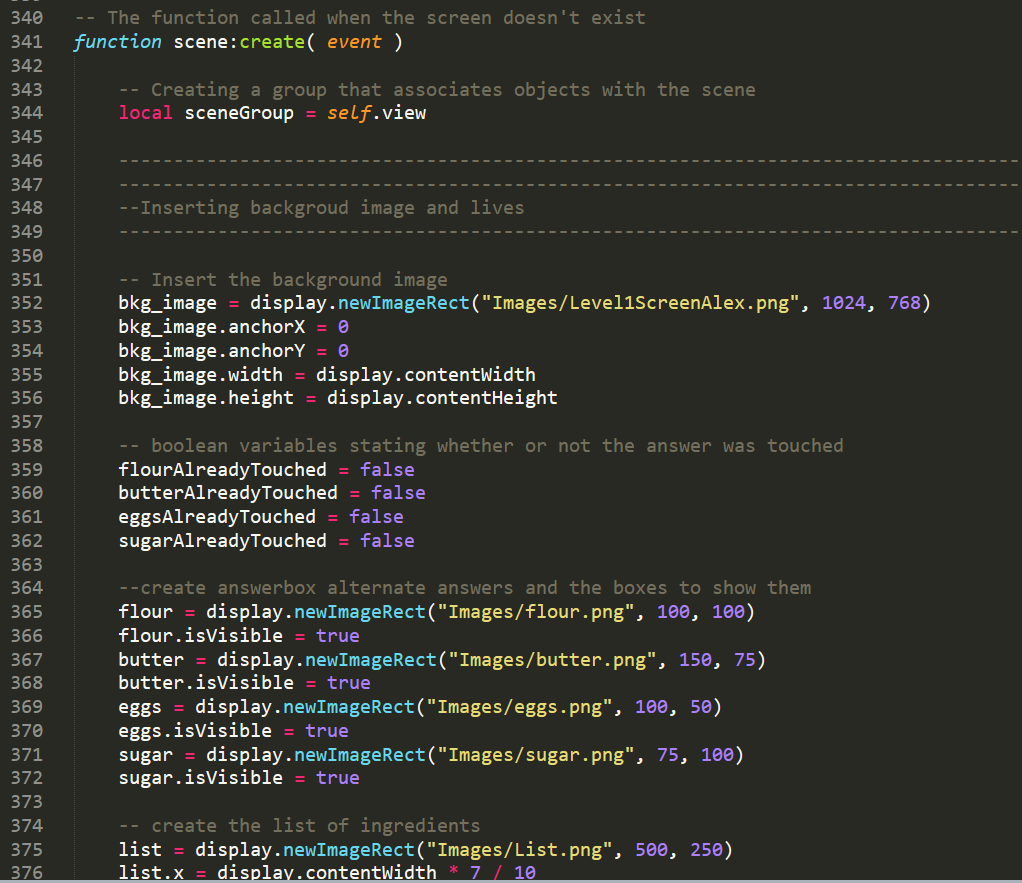 340 -- The function called when the screen doesn't exist
341 function scene:create( event )
342
343 -- Creating a group that associates objects with the scene
344 local sceneGroup = self.view
345
346 -----------------------------------------------------------------------------------
347 -----------------------------------------------------------------------------------
348 --Inserting backgroud image and lives
349 -----------------------------------------------------------------------------------
350
351 -- Insert the background image
352 bkg_image = display.newImageRect("Images/Level1ScreenAlex.png", 1024, 768)
353 bkg_image.anchorX = 0
354 bkg_image.anchorY = 0
355 bkg_image.width = display.contentWidth
356 bkg_image.height = display.contentHeight
357
358 -- boolean variables stating whether or not the answer was touched
359 flourAlreadyTouched = false
360 butterAlreadyTouched = false
361 eggsAlreadyTouched = false
362 sugarAlreadyTouched = false
363
364 --create answerbox alternate answers and the boxes to show them
365 flour = display.newImageRect("Images/flour.png", 100, 100)
366 flour.isVisible = true
367 butter = display.newImageRect("Images/butter.png", 150, 75)
368 butter.isVisible = true
369 eggs = display.newImageRect("Images/eggs.png", 100, 50)
370 eggs.isVisible = true
371 sugar = display.newImageRect("Images/sugar.png", 75, 100)
372 sugar.isVisible = true
373
374 -- create the list of ingredients
375 list = display.newImageRect("Images/List.png", 500, 250)
376 list.x = display.contentWidth * 7 / 10